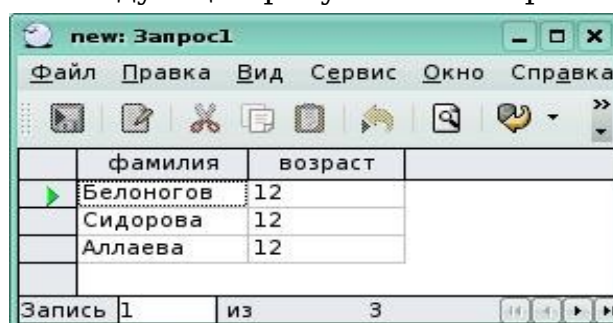 new: Запрос1
Файл Правка Вид Сервис Окно Справка
фамилия возраст
Белоногов 12
Сидорова 12
Аллаева 12
Запись 1 из 3